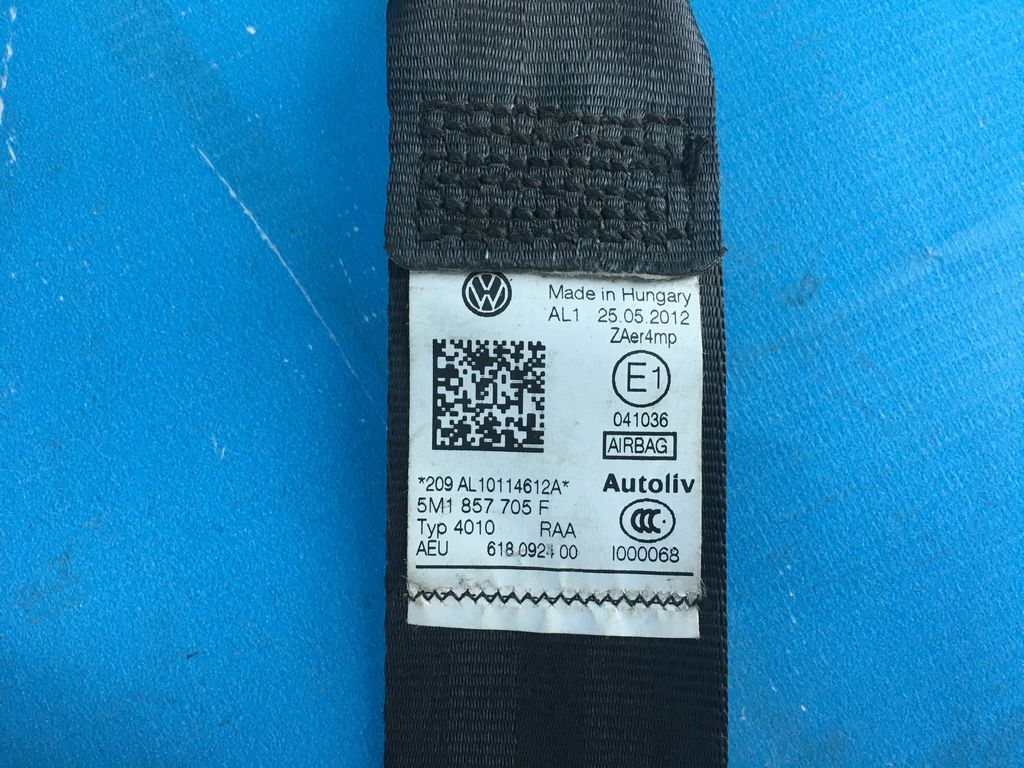 Made in Hungary
AL1 25.05.2012
ZAer4mp
E1
041036
AIRBAG
*209 AL10114612A*
Autoliv
5M1 857 705 F
CCC
Typ 4010 RAA
AEU 618 0924 00 I000068